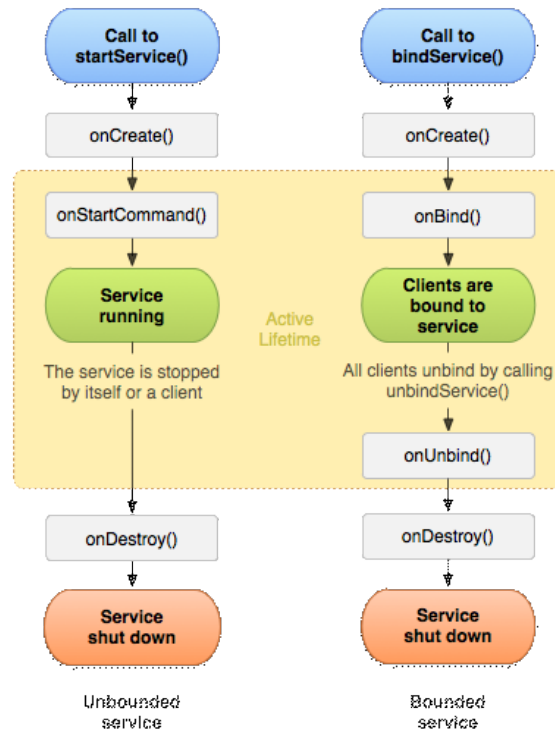 Call to
startService()
onCreate()
onStartCommand()
Service
running
The service is stopped
by itself or a client
onDestroy()
Service
shut down
Unbounded
service
Active
Lifetime
Call to
bindService()
onCreate()
onBind()
Clients are
bound to
service
All clients unbind by calling
unbindService()
onUnbind()
onDestroy()
Service
shut down
Bounded
service